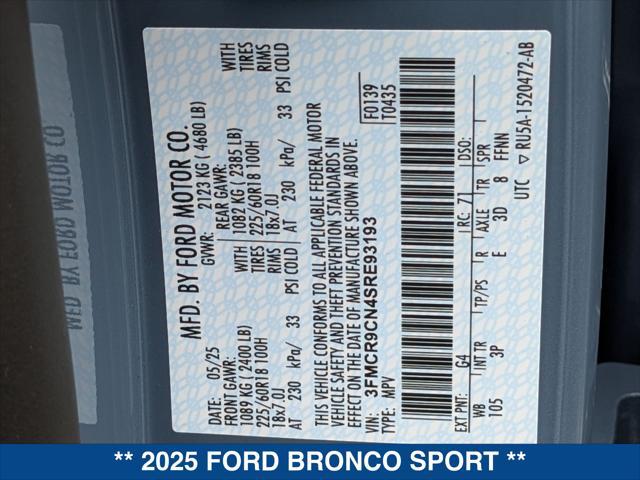 MFD. BY FORD MOTOR CO.
DATE: 05/25 GVWR: 2123 KG ( 4680 LB)
FRONT GAWR: REAR GAWR: WITH
1089 KG ( 2400 LB) WITH 1082 KG ( 2385 LB) TIRES
225/60R18 100H TIRES 225/60R18 100H RIMS
18x7.0J RIMS 18x7.0J
AT 230 kPa/ 33 PSI COLD AT 230 kPa/ 33 PSI COLD
THIS VEHICLE CONFORMS TO ALL APPLICABLE FEDERAL MOTOR
VEHICLE SAFETY AND THEFT PREVENTION STANDARDS IN
EFFECT ON THE DATE OF MANUFACTURE SHOWN ABOVE.
VIN: 3FMCR9CN4SRE93193 F0139
TYPE: MPV T0435
EXT PNT: G4 RC: 71 DSO:
WB INT TR TP/PS R AXLE TR SPR
105 3P E 3D 8 FFNN
UTC ▽ RU5A-1520472-AB
** 2025 FORD BRONCO SPORT **